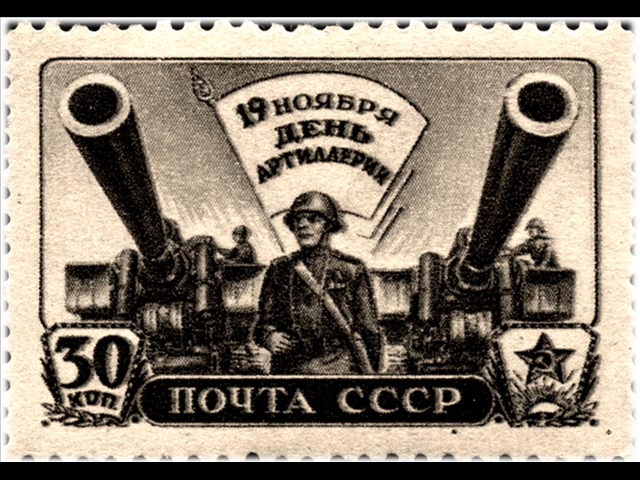 19 НОЯБРЯ
ДЕНЬ
АРТИЛЛЕРИИ
30
КОП
ПОЧТА СССР